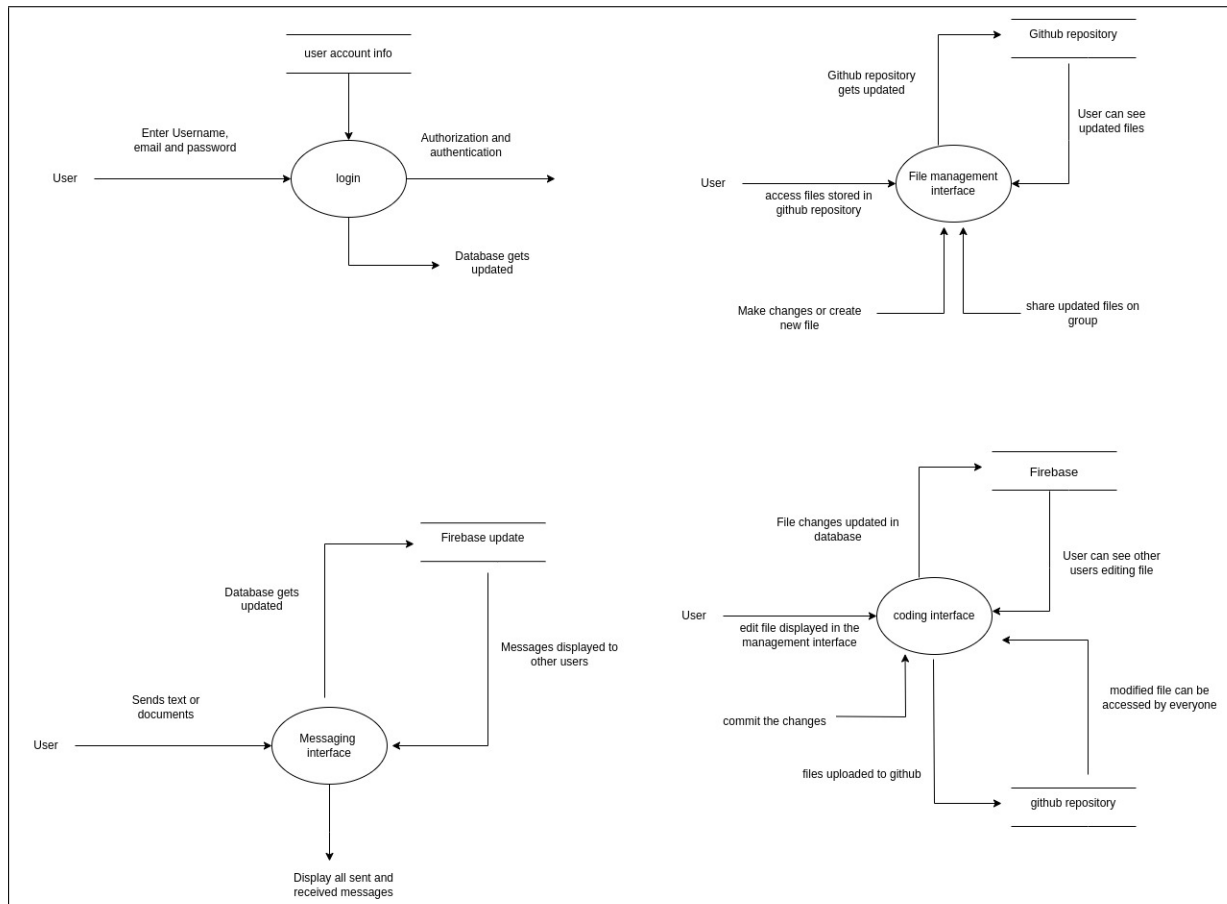 user account info
Enter Username,
email and password
Authorization and
authentication
User
login
Database gets
updated
Github repository
Github repository
gets updated
User can see
updated files
User
File management
interface
access files stored in
github repository
Make changes or create
new file
share updated files on
group
Firebase update
Database gets
updated
Messages displayed to
other users
Sends text or
documents
User
Messaging
interface
Display all sent and
received messages
Firebase
File changes updated in
database
User can see other
users editing file
User
coding interface
edit file displayed in the
management interface
commit the changes
modified file can be
accessed by everyone
files uploaded to github
github repository